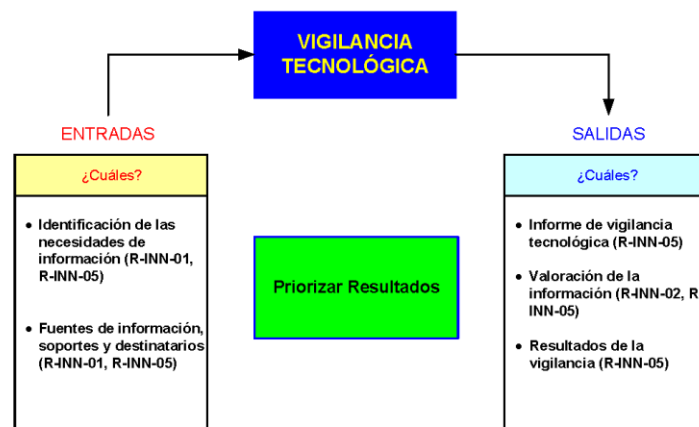 VIGILANCIA
TECNOLÓGICA
ENTRADAS
¿Cuáles?
• Identificación de las
necesidades de
información (R-INN-01,
R-INN-05)
• Fuentes de información,
soportes y destinatarios
(R-INN-01, R-INN-05)
Priorizar Resultados
SALIDAS
¿Cuáles?
• Informe de vigilancia
tecnológica (R-INN-05)
• Valoración de la
información (R-INN-02, R-
INN-05)
• Resultados de la
vigilancia (R-INN-05)